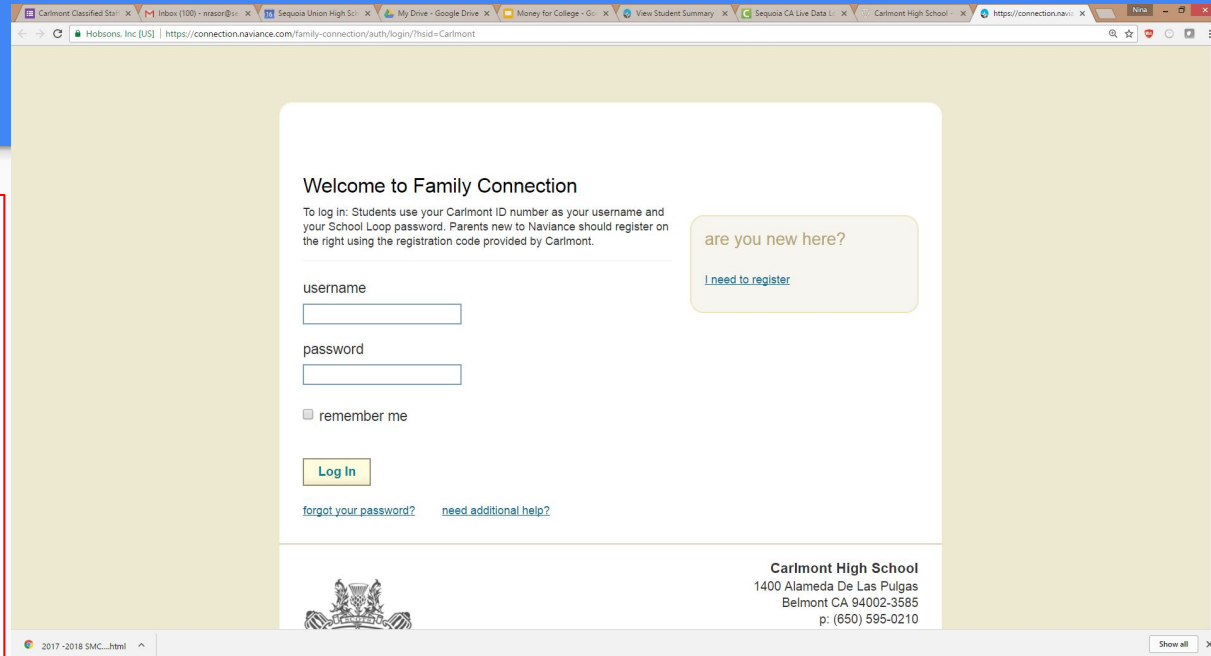 Carlmont Classified Staf
Inbox (100) - nrasor@se
Sequoia Union High Sch
My Drive - Google Drive
Money for College - Go
View Student Summary
Sequoia CA Live Data L
Carlmont High School -
https://connection.navia
Nina
Hobsons, Inc [US] | https://connection.naviance.com/family-connection/auth/login/?hsid=Carlmont
Welcome to Family Connection
To log in: Students use your Carlmont ID number as your username and
your School Loop password. Parents new to Naviance should register on
the right using the registration code provided by Carlmont.
are you new here?
I need to register
username
password
remember me
Log In
forgot your password? need additional help?
Carlmont High School
1400 Alameda De Las Pulgas
Belmont CA 94002-3585
p: (650) 595-0210
SCOTS
2017 -2018 SMC....html
Show all